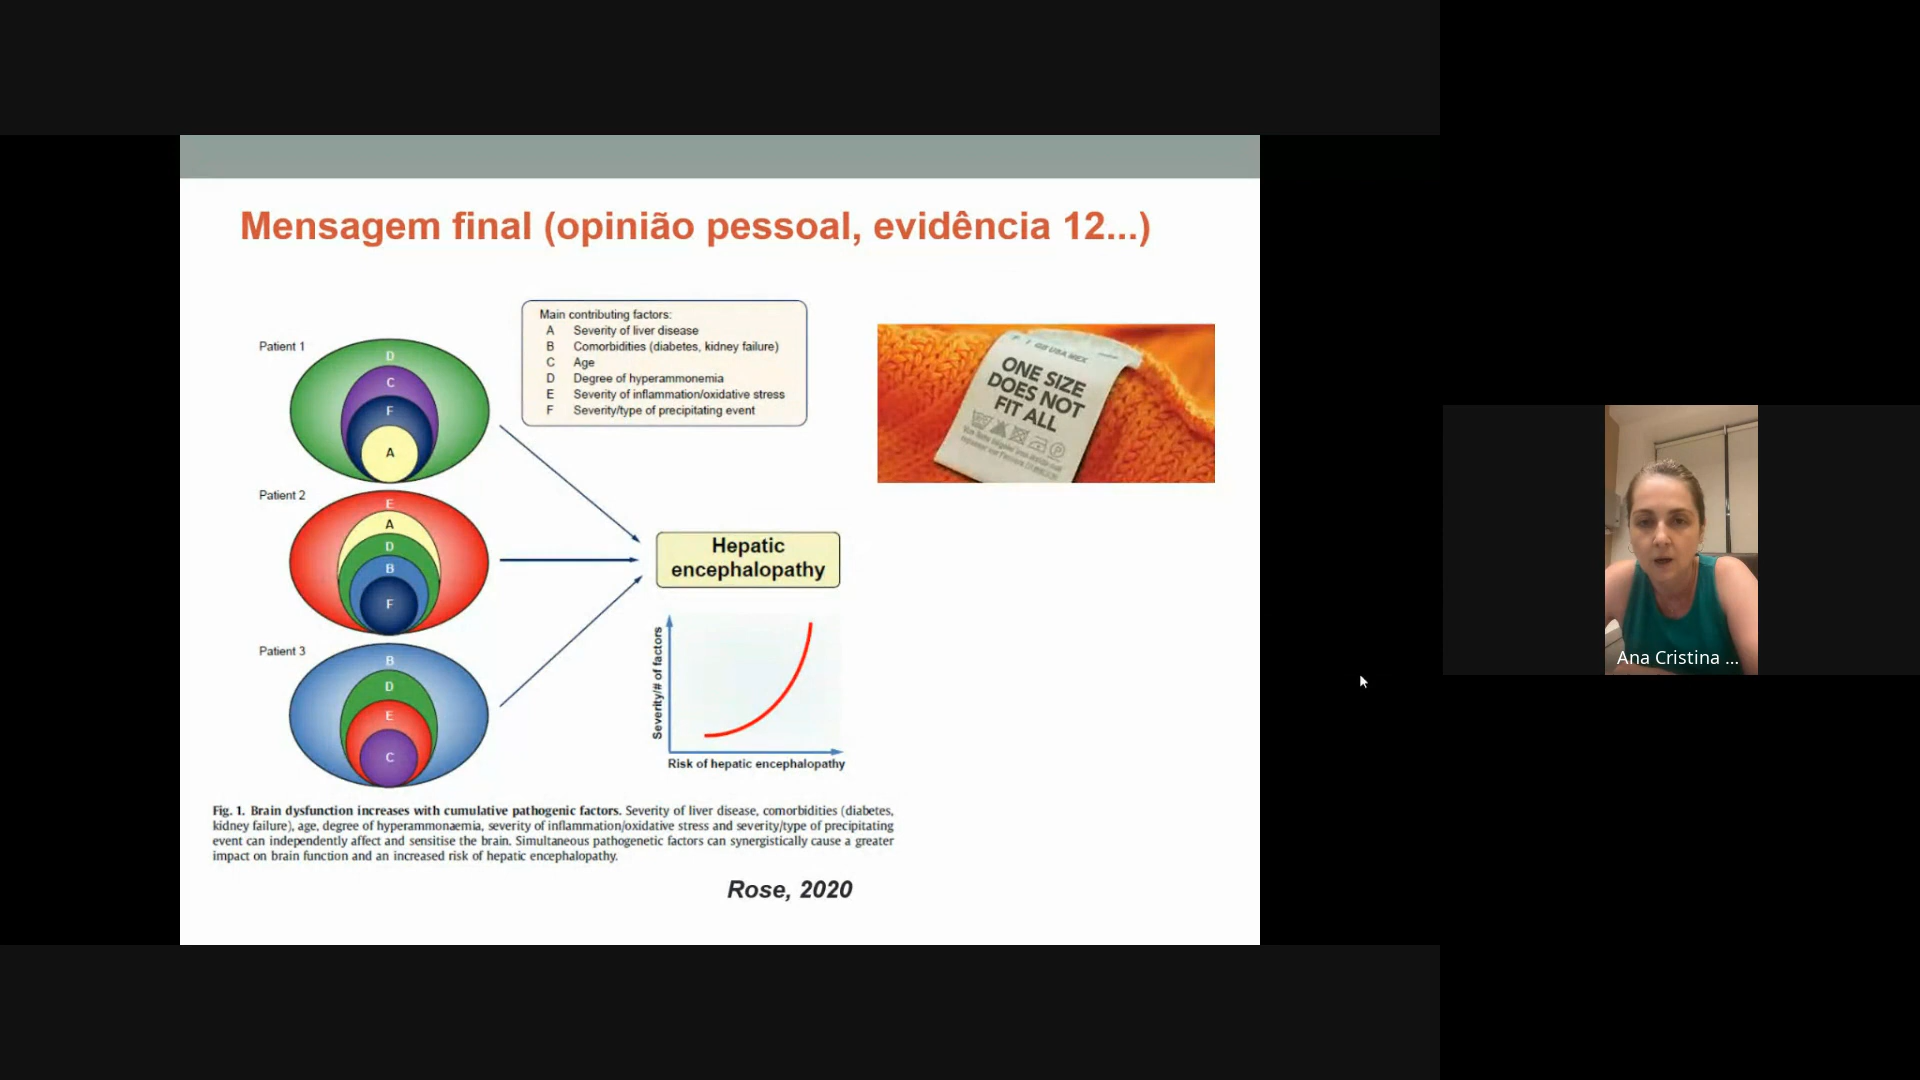 Mensagem final (opinião pessoal, evidência 12...)
Main contributing factors:
A Severity of liver disease
B Comorbidities (diabetes, kidney failure)
C Age
D Degree of hyperammonemia
E Severity of inflammation/oxidative stress
F Severity/type of precipitating event
Patient 1
D
C
F
A
Patient 2
E
A
D
B
F
Patient 3
B
D
E
C
ONE SIZE
DOES NOT
FIT ALL
Hepatic
encephalopathy
Severity/# of factors
Risk of hepatic encephalopathy
Fig. 1. Brain dysfunction increases with cumulative pathogenic factors. Severity of liver disease, comorbidities (diabetes,
kidney failure), age, degree of hyperammonaemia, severity of inflammation/oxidative stress and severity/type of precipitating
event can independently affect and sensitise the brain. Simultaneous pathogenetic factors can synergistically cause a greater
impact on brain function and an increased risk of hepatic encephalopathy.
Rose, 2020
Ana Cristina ...